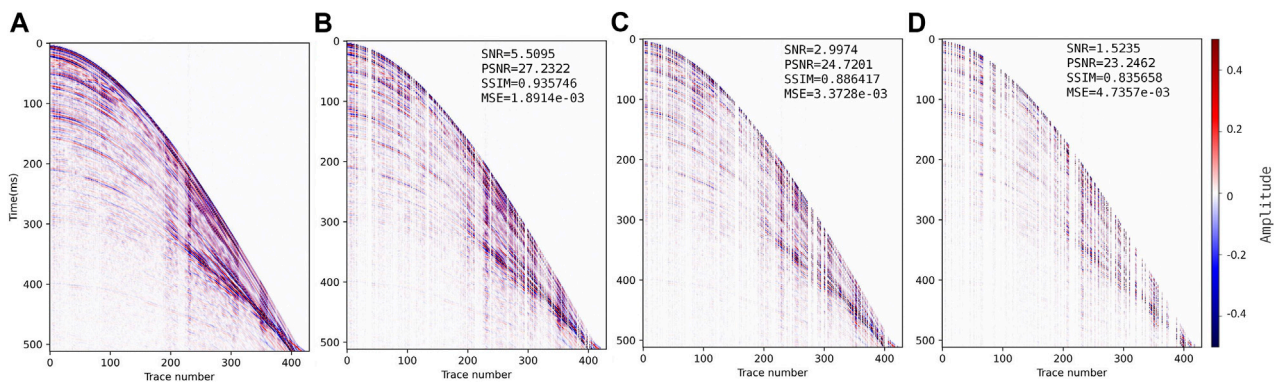 A
0
100
200
300
400
500
Time(ms)
0
100
200
300
400
Trace number
B
SNR=5.5095
PSNR=27.2322
SSIM=0.935746
MSE=1.8914e-03
0
100
200
300
400
500
0
100
200
300
400
Trace number
C
SNR=2.9974
PSNR=24.7201
SSIM=0.886417
MSE=3.3728e-03
0
100
200
300
400
500
0
100
200
300
400
Trace number
D
SNR=1.5235
PSNR=23.2462
SSIM=0.835658
MSE=4.7357e-03
0
100
200
300
400
500
0
100
200
300
400
Trace number
0.4
0.2
0
-0.2
-0.4
Amplitude